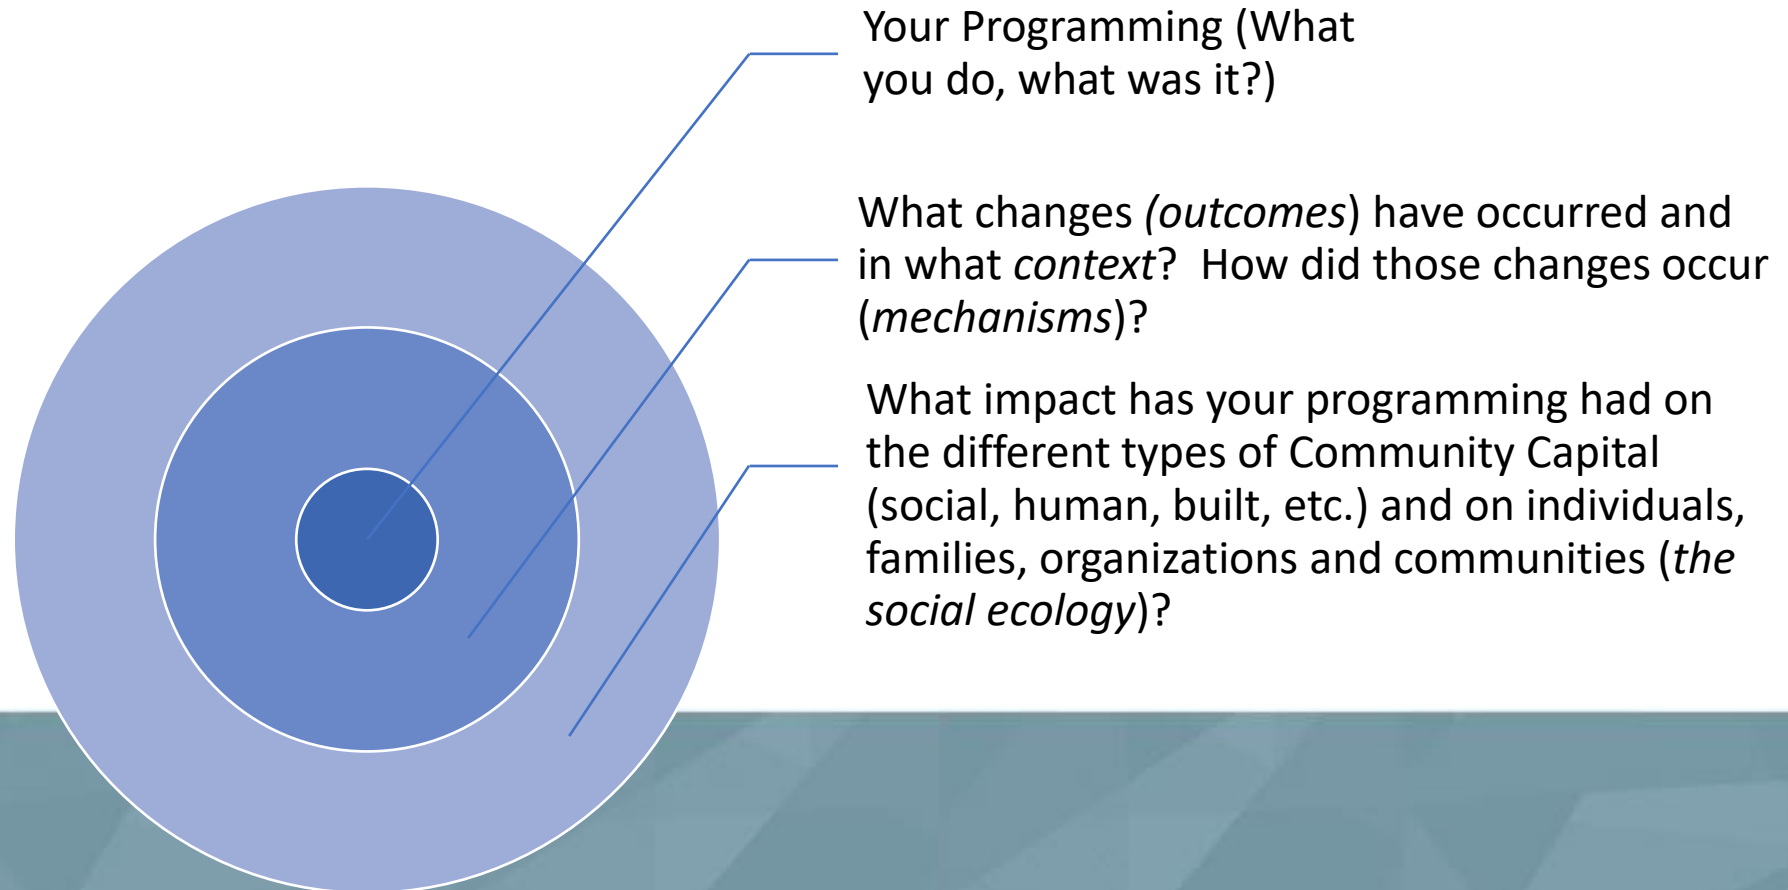 Your Programming (What
you do, what was it?)
What changes (outcomes) have occurred and
in what context?  How did those changes occur
(mechanisms)?
What impact has your programming had on
the different types of Community Capital
(social, human, built, etc.) and on individuals,
families, organizations and communities (the
social ecology)?